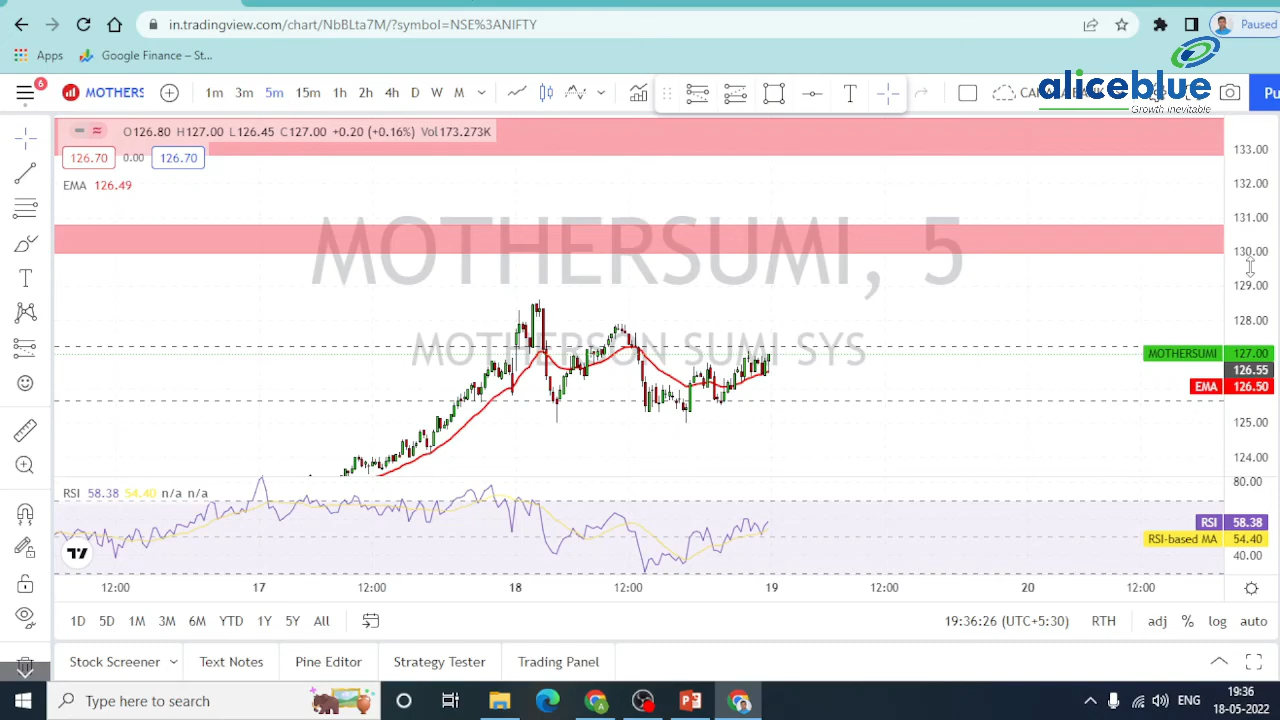 in.tradingview.com/chart/NbBLta7M/?symbol=NSE%3ANIFTY
Paused
Apps
Google Finance – St...
aliceblue
Growth Inevitable
6
MOTHERS
1m 3m 5m 15m 1h 2h 4h D W M
T
Pu
O126.80 H127.00 L126.45 C127.00 +0.20 (+0.16%) Vol173.273K
126.70 0.00 126.70
EMA 126.49
MOTHERSUMI, 5
MOTHERSON SUMI SYS
133.00
132.00
131.00
130.00
129.00
128.00
MOTHERSUMI 127.00
126.55
EMA 126.50
125.00
124.00
RSI 58.38 54.40 n/a n/a
80.00
RSI 58.38
RSI-based MA 54.40
40.00
12:00 17 12:00 18 12:00 19 12:00 20 12:00
1D 5D 1M 3M 6M YTD 1Y 5Y All
19:36:26 (UTC+5:30) RTH adj % log auto
Stock Screener Text Notes Pine Editor Strategy Tester Trading Panel
Type here to search
ENG
19:36
18-05-2022